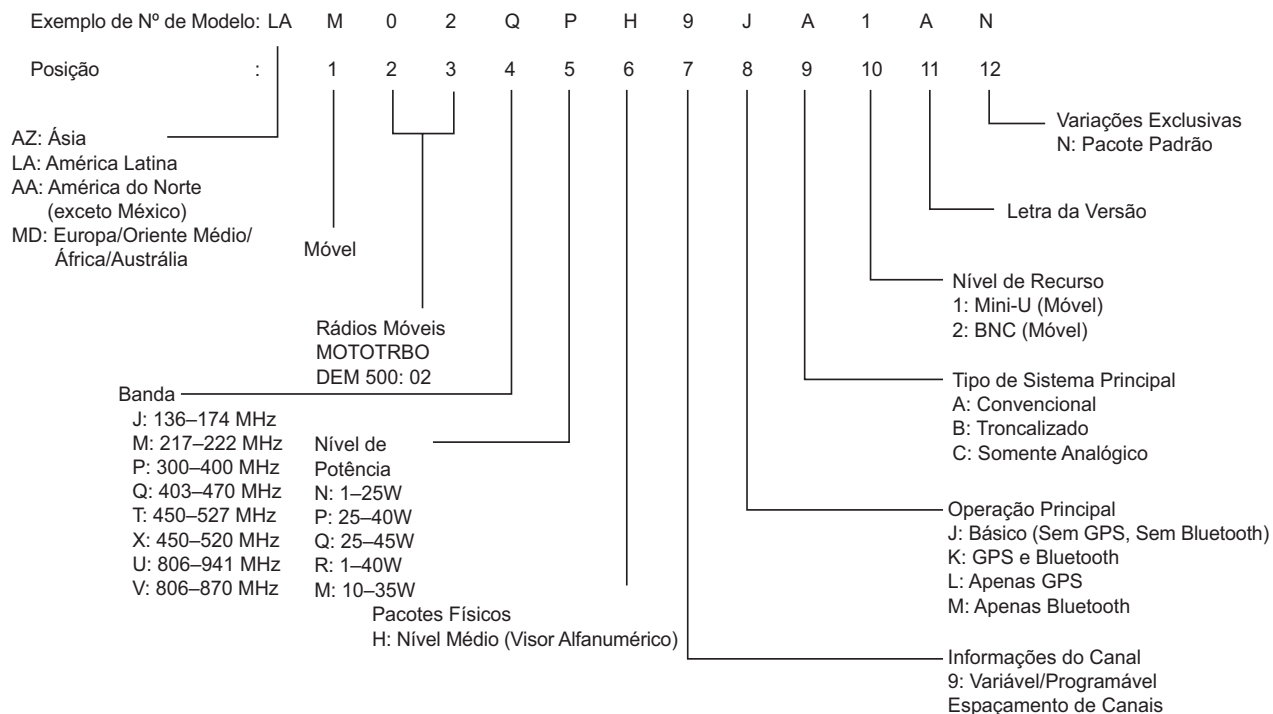 Exemplo de Nº de Modelo: LA M 0 2 Q P H 9 J A 1 A N
Posição : 1 2 3 4 5 6 7 8 9 10 11 12
AZ: Ásia
LA: América Latina
AA: América do Norte
(exceto México)
MD: Europa/Oriente Médio/
África/Austrália
Móvel
Rádios Móveis
MOTOTRBO
DEM 500: 02
Banda
J: 136–174 MHz
M: 217–222 MHz
P: 300–400 MHz
Q: 403–470 MHz
T: 450–527 MHz
X: 450–520 MHz
U: 806–941 MHz
V: 806–870 MHz
Nível de
Potência
N: 1–25W
P: 25–40W
Q: 25–45W
R: 1–40W
M: 10–35W
Pacotes Físicos
H: Nível Médio (Visor Alfanumérico)
Variações Exclusivas
N: Pacote Padrão
Letra da Versão
Nível de Recurso
1: Mini-U (Móvel)
2: BNC (Móvel)
Tipo de Sistema Principal
A: Convencional
B: Troncalizado
C: Somente Analógico
Operação Principal
J: Básico (Sem GPS, Sem Bluetooth)
K: GPS e Bluetooth
L: Apenas GPS
M: Apenas Bluetooth
Informações do Canal
9: Variável/Programável
Espaçamento de Canais